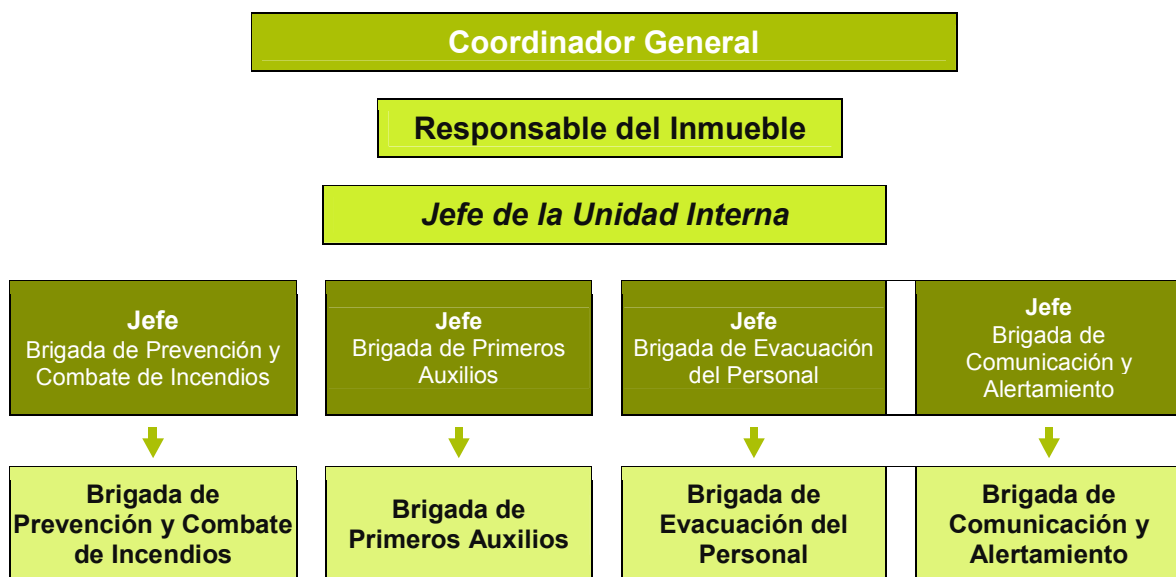 Coordinador General
Responsable del Inmueble
Jefe de la Unidad Interna
Jefe
Brigada de Prevención y
Combate de Incendios
Jefe
Brigada de Primeros
Auxilios
Jefe
Brigada de Evacuación
del Personal
Jefe
Brigada de
Comunicación y
Alertamiento
Brigada de
Prevención y Combate
de Incendios
Brigada de
Primeros Auxilios
Brigada de
Evacuación del
Personal
Brigada de
Comunicación y
Alertamiento